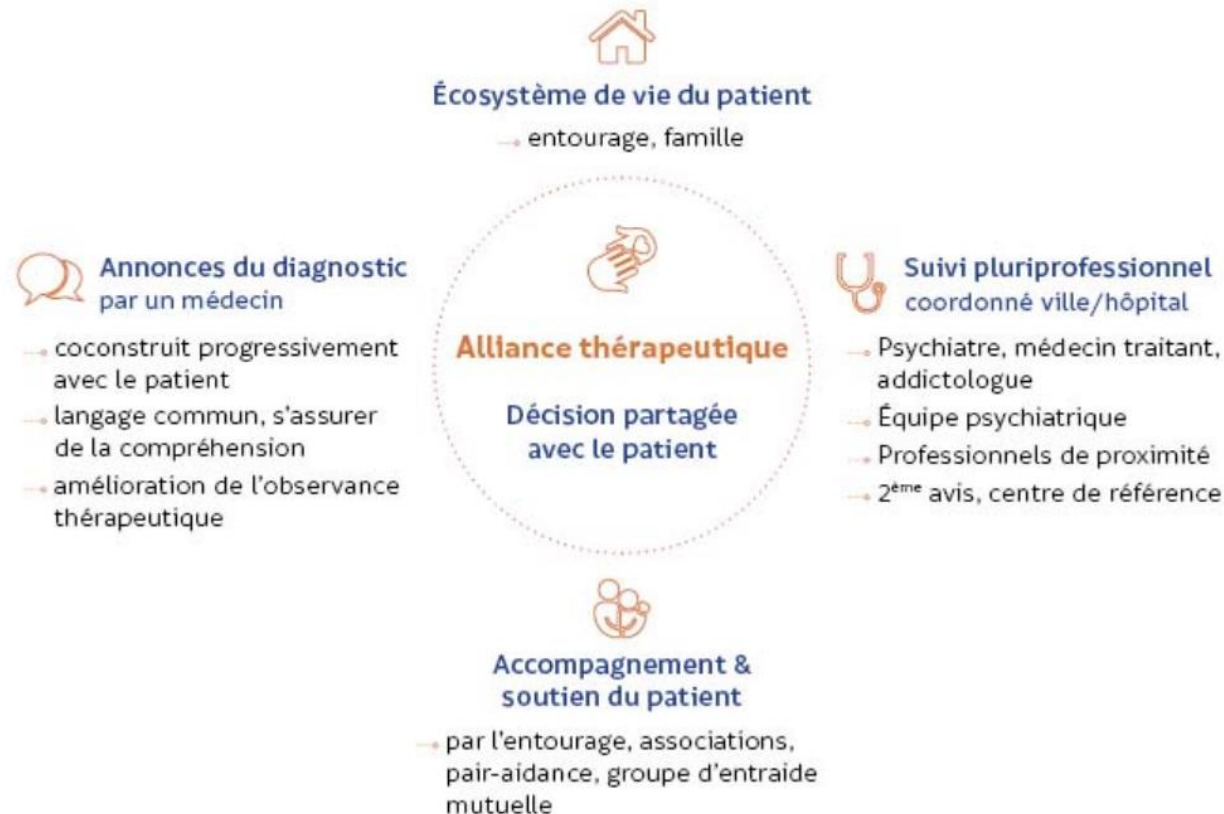 Écosystème de vie du patient
entourage, famille
Annonces du diagnostic
par un médecin
coconstruit progressivement
avec le patient
langage commun, s'assurer
de la compréhension
amélioration de l'observance
thérapeutique
Alliance thérapeutique
Décision partagée
avec le patient
Suivi pluriprofessionnel
coordonné ville/hôpital
Psychiatre, médecin traitant,
addictologue
Équipe psychiatrique
Professionnels de proximité
2ème avis, centre de référence
Accompagnement &
soutien du patient
par l'entourage, associations,
pair-aidance, groupe d'entraide
mutuelle